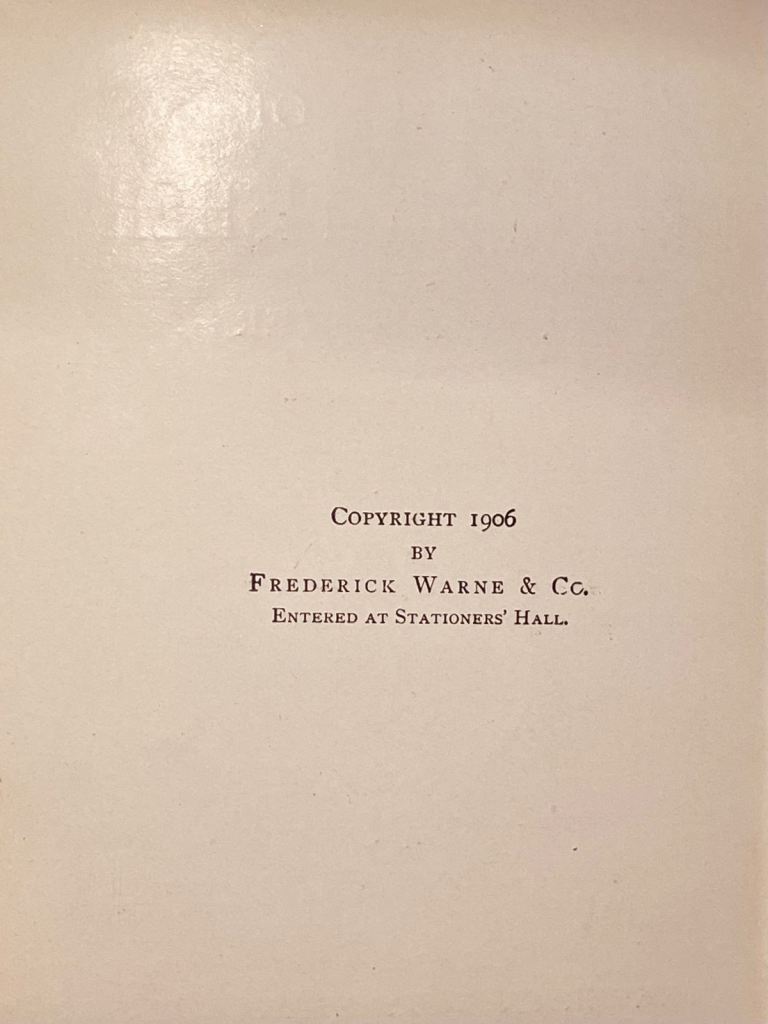 Copyright 1906
by
Frederick Warne & Co.
Entered at Stationers' Hall.